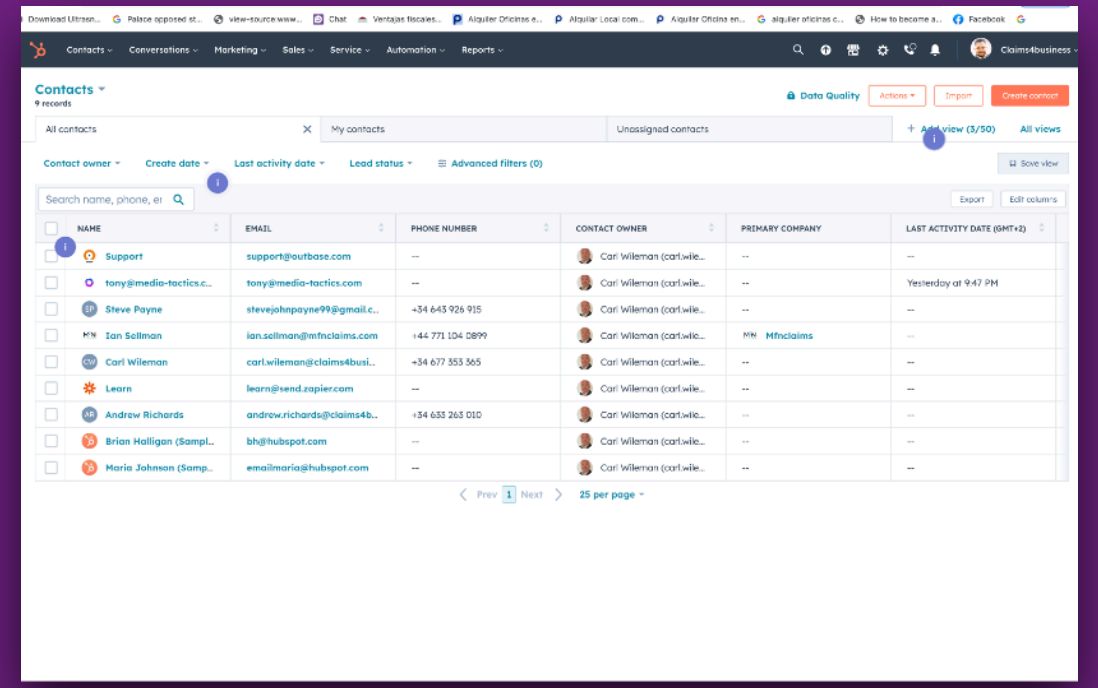 Download Ultrasn... Palace opposed st... view-source:www... Chat Ventajas fiscales... Alquiler Oficinas e... Alquilar Local com... Alquilar Oficina en... alquiler oficinas c... How to become a... Facebook
Contacts Conversations Marketing Sales Service Automation Reports Claims4business
Contacts
9 records
Data Quality Actions Import Create contact
All contacts My contacts Unassigned contacts + Add view (3/50) All views
Contact owner Create date Last activity date Lead status Advanced filters (0) Save view
Search name, phone, er Export Edit columns
NAME EMAIL PHONE NUMBER CONTACT OWNER PRIMARY COMPANY LAST ACTIVITY DATE (GMT+2)
Support support@outbase.com -- Carl Wileman (carl.wile... -- --
tony@media-tactics.c... tony@media-tactics.com -- Carl Wileman (carl.wile... -- Yesterday at 9:47 PM
SP Steve Payne stevejohnpayne99@gmail.c... +34 643 926 915 Carl Wileman (carl.wile... -- --
Ian Sellman ian.sellman@mfnclaims.com +44 771 104 0899 Carl Wileman (carl.wile... Mfnclaims --
CW Carl Wileman carl.wileman@claims4busi... +34 677 353 365 Carl Wileman (carl.wile... -- --
Learn learn@send.zapier.com -- Carl Wileman (carl.wile... -- --
AR Andrew Richards andrew.richards@claims4b... +34 633 263 010 Carl Wileman (carl.wile... -- --
Brian Halligan (Sampl... bh@hubspot.com -- Carl Wileman (carl.wile... -- --
Maria Johnson (Samp... emailmaria@hubspot.com -- Carl Wileman (carl.wile... -- --
Prev 1 Next 25 per page